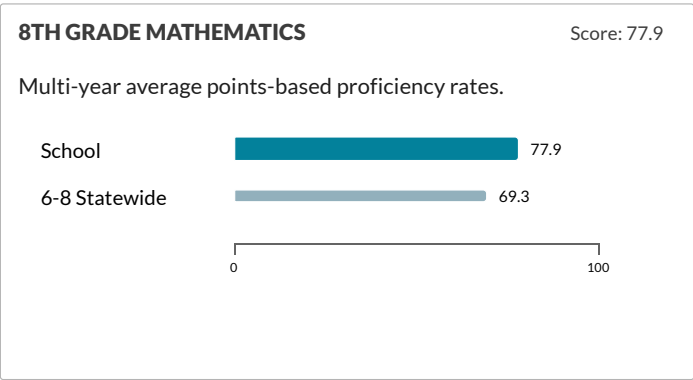 8TH GRADE MATHEMATICS Score: 77.9
Multi-year average points-based proficiency rates.
School 77.9
6-8 Statewide 69.3
0 100